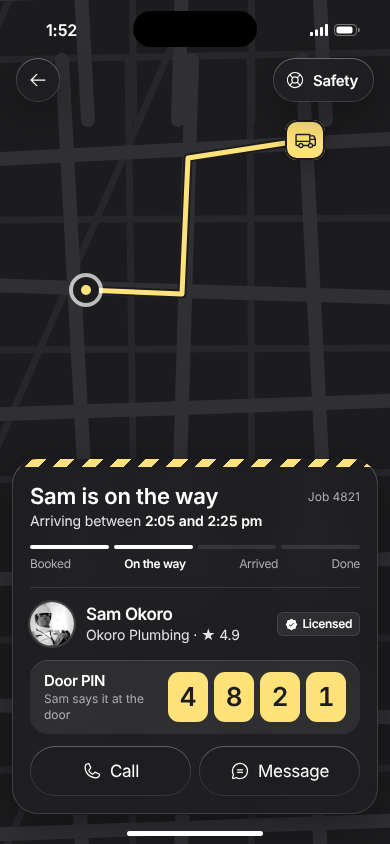 1:52
Safety
Sam is on the way
Job 4821
Arriving between 2:05 and 2:25 pm
Booked
On the way
Arrived
Done
Sam Okoro
Okoro Plumbing · ★ 4.9
Licensed
Door PIN
Sam says it at the
door
4 8 2 1
Call
Message